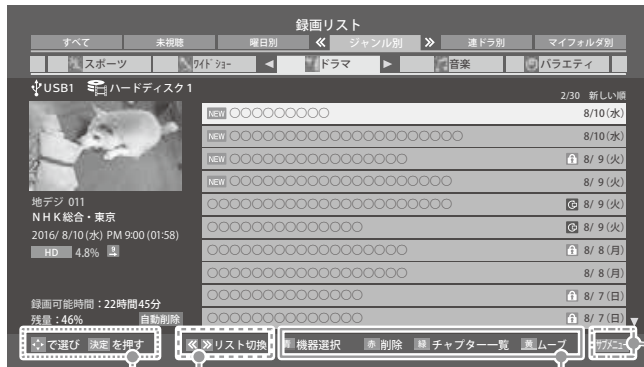 録画リスト
すべて 未視聴 曜日別 ≪ ジャンル別 ≫ 連ドラ別 マイフォルダ別
スポーツ ワイドショー ◀ ドラマ ▶ 音楽 バラエティ
USB1 ハードディスク1
2/30 新しい順
NEW ○○○○○○○○○ 8/10(水)
NEW ○○○○○○○○○○○○○○○○○○○○○ 8/10(水)
NEW ○○○○○○○○○○○○○○○○ 8/ 9(火)
NEW ○○○○○○○○○○○○○○○○○○○○ 8/ 9(火)
○○○○○○○○○○○○○○○○○○○○○○ 8/ 9(火)
○○○○○○○○○○○○○○ 8/ 9(火)
○○○○○○○○○○○○○○○○○○ 8/ 8(月)
○○○○○○○○○○○○○○○○○○ 8/ 8(月)
○○○○○○○○○○○○○○ 8/ 7(日)
○○○○○○○○○○○○○○ 8/ 7(日)
地デジ 011
NHK総合・東京
2016/ 8/10(水) PM 9:00 (01:58)
HD 4.8%
録画可能時間:22時間45分
残量:46% 自動削除
で選び 決定 を押す ≪ ≫ リスト切換 青 機器選択 赤 削除 緑 チャプター一覧 黄 ムーブ サブメニュー